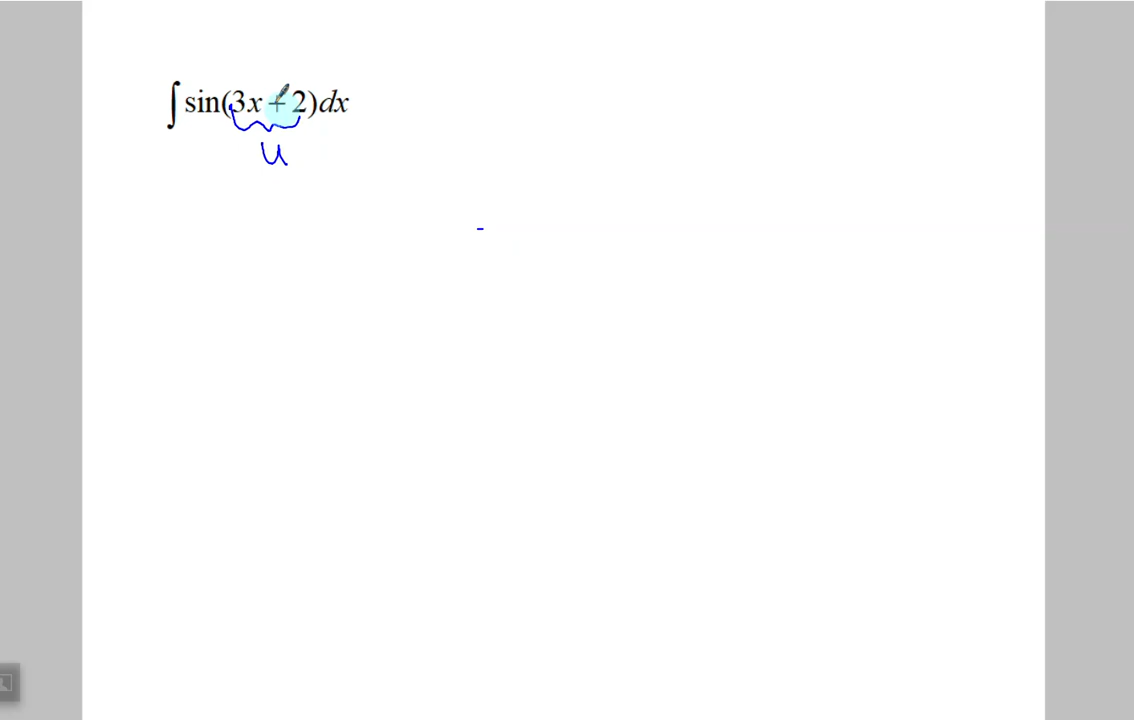 ∫ sin(3x + 2)dx
u
-